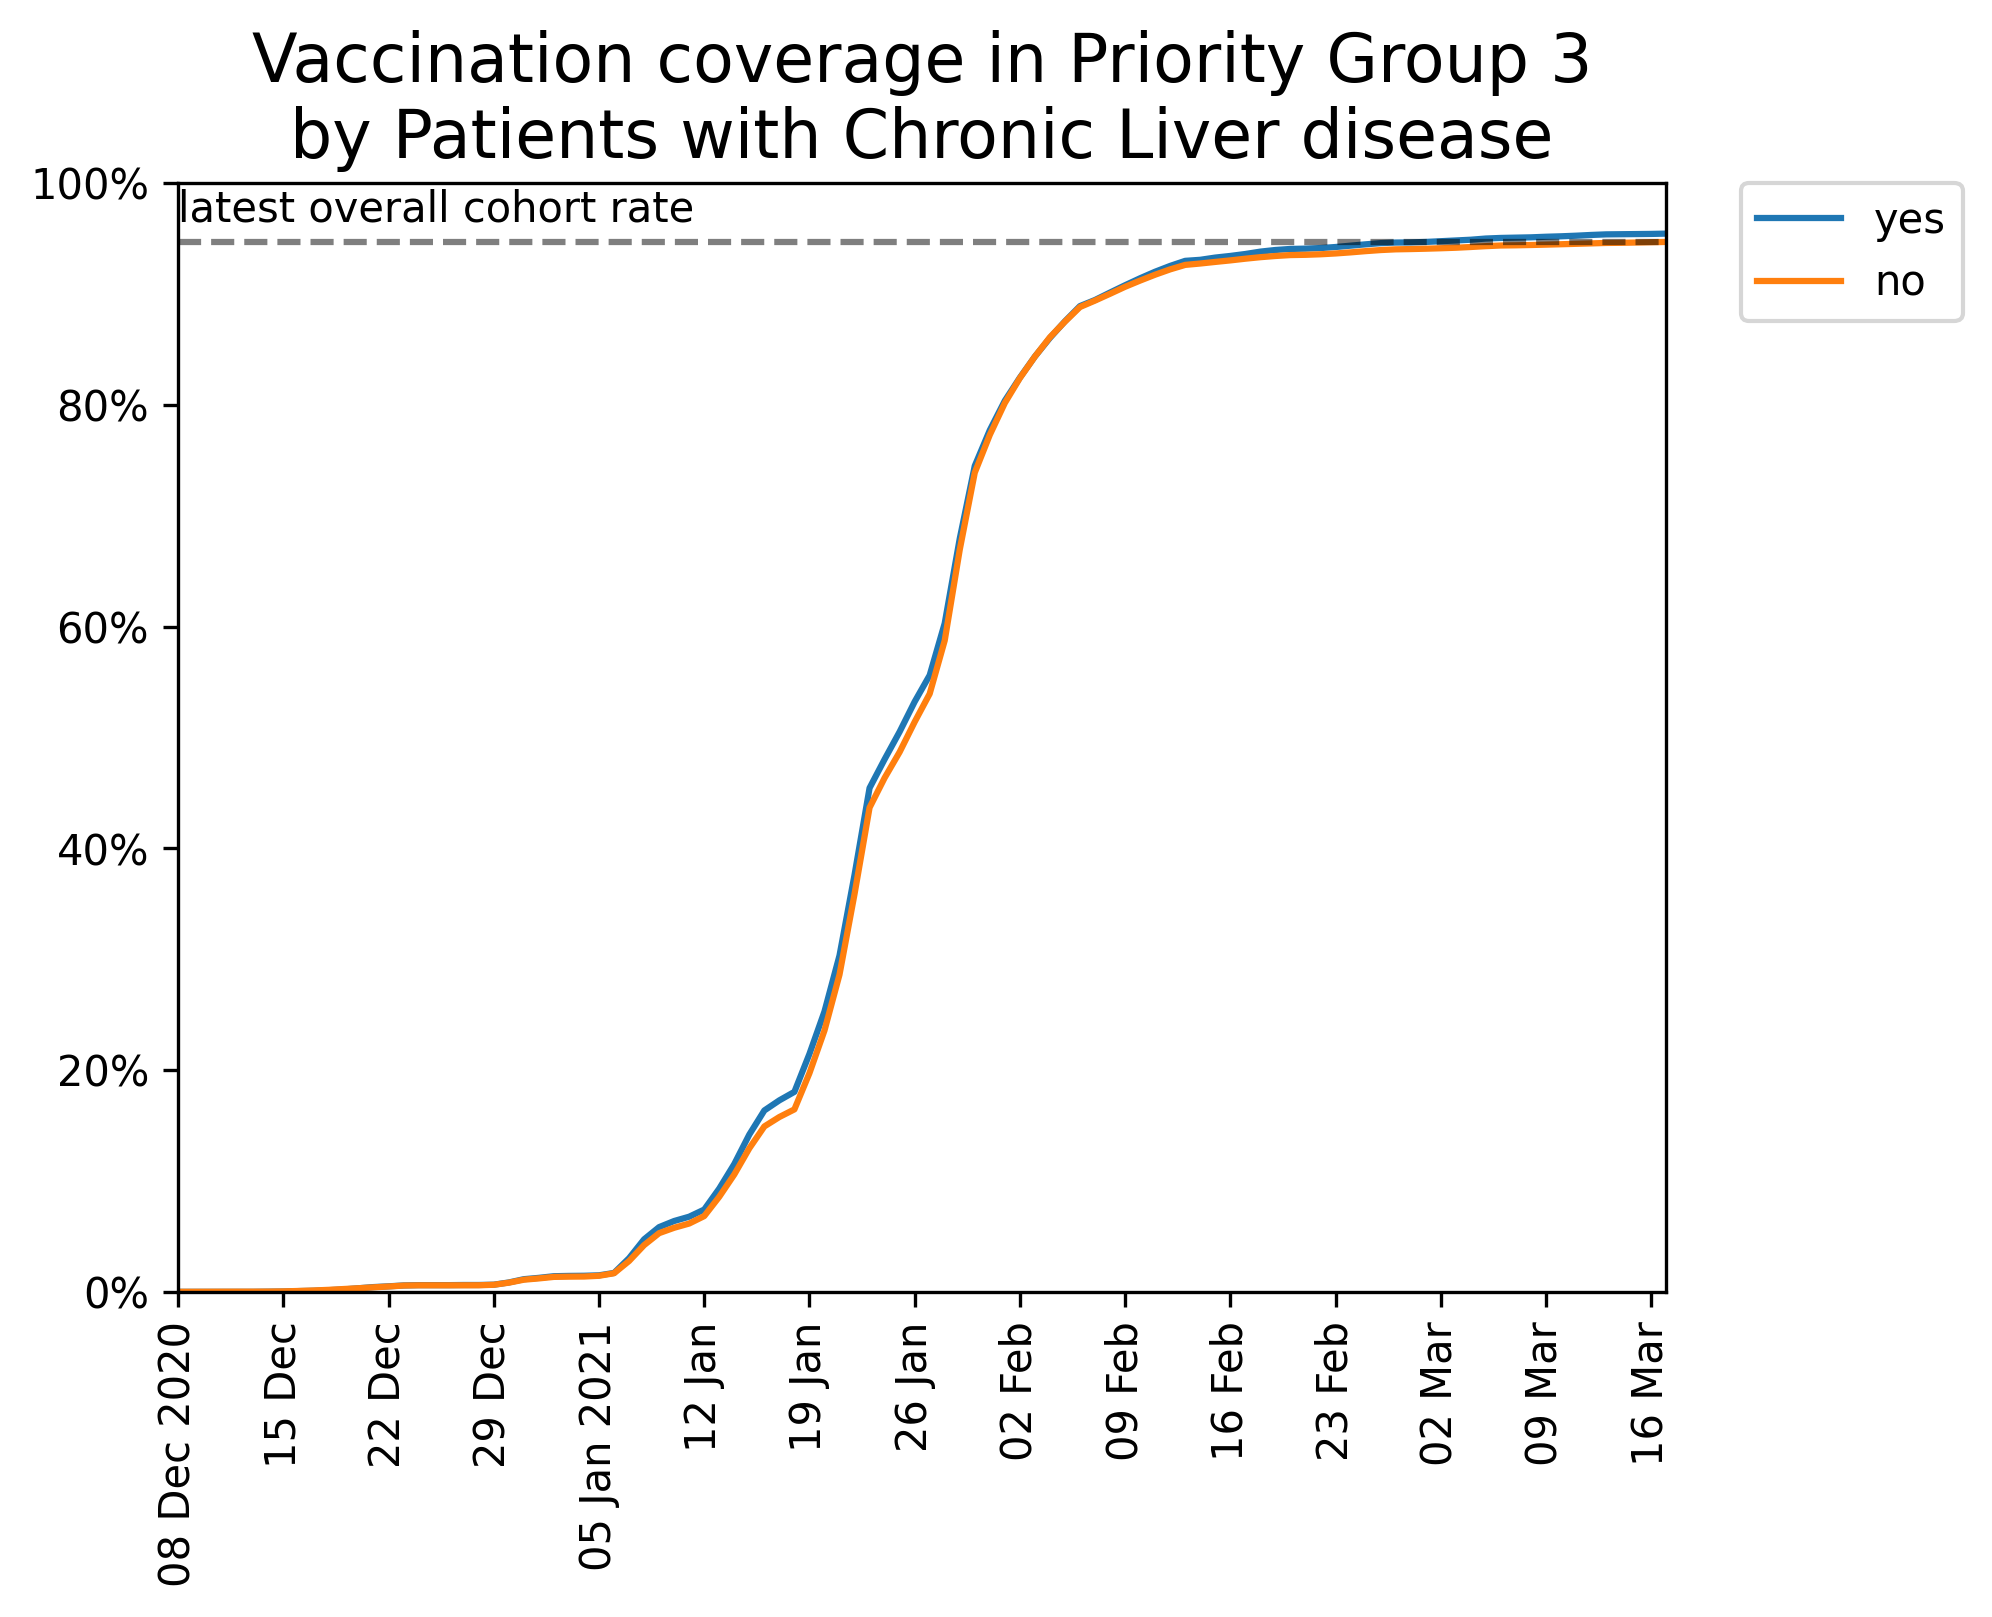 Vaccination coverage in Priority Group 3
by Patients with Chronic Liver disease
100%
80%
60%
40%
20%
0%
latest overall cohort rate
yes
no
08 Dec 2020
15 Dec
22 Dec
29 Dec
05 Jan 2021
12 Jan
19 Jan
26 Jan
02 Feb
09 Feb
16 Feb
23 Feb
02 Mar
09 Mar
16 Mar